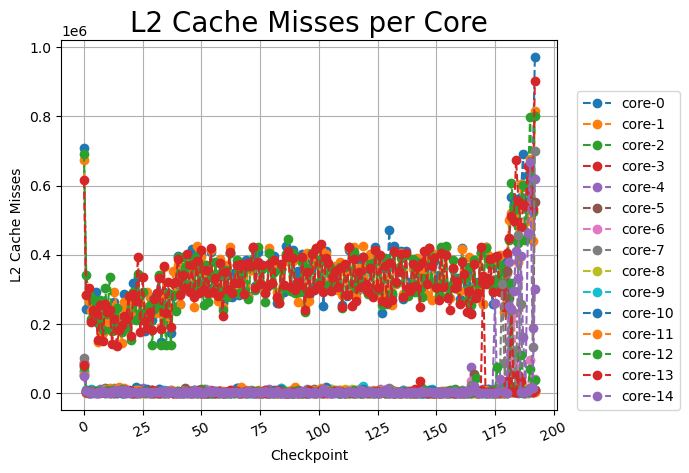 L2 Cache Misses per Core
1e6
1.0
0.8
0.6
0.4
0.2
0.0
L2 Cache Misses
0
25
50
75
100
125
150
175
200
Checkpoint
core-0
core-1
core-2
core-3
core-4
core-5
core-6
core-7
core-8
core-9
core-10
core-11
core-12
core-13
core-14